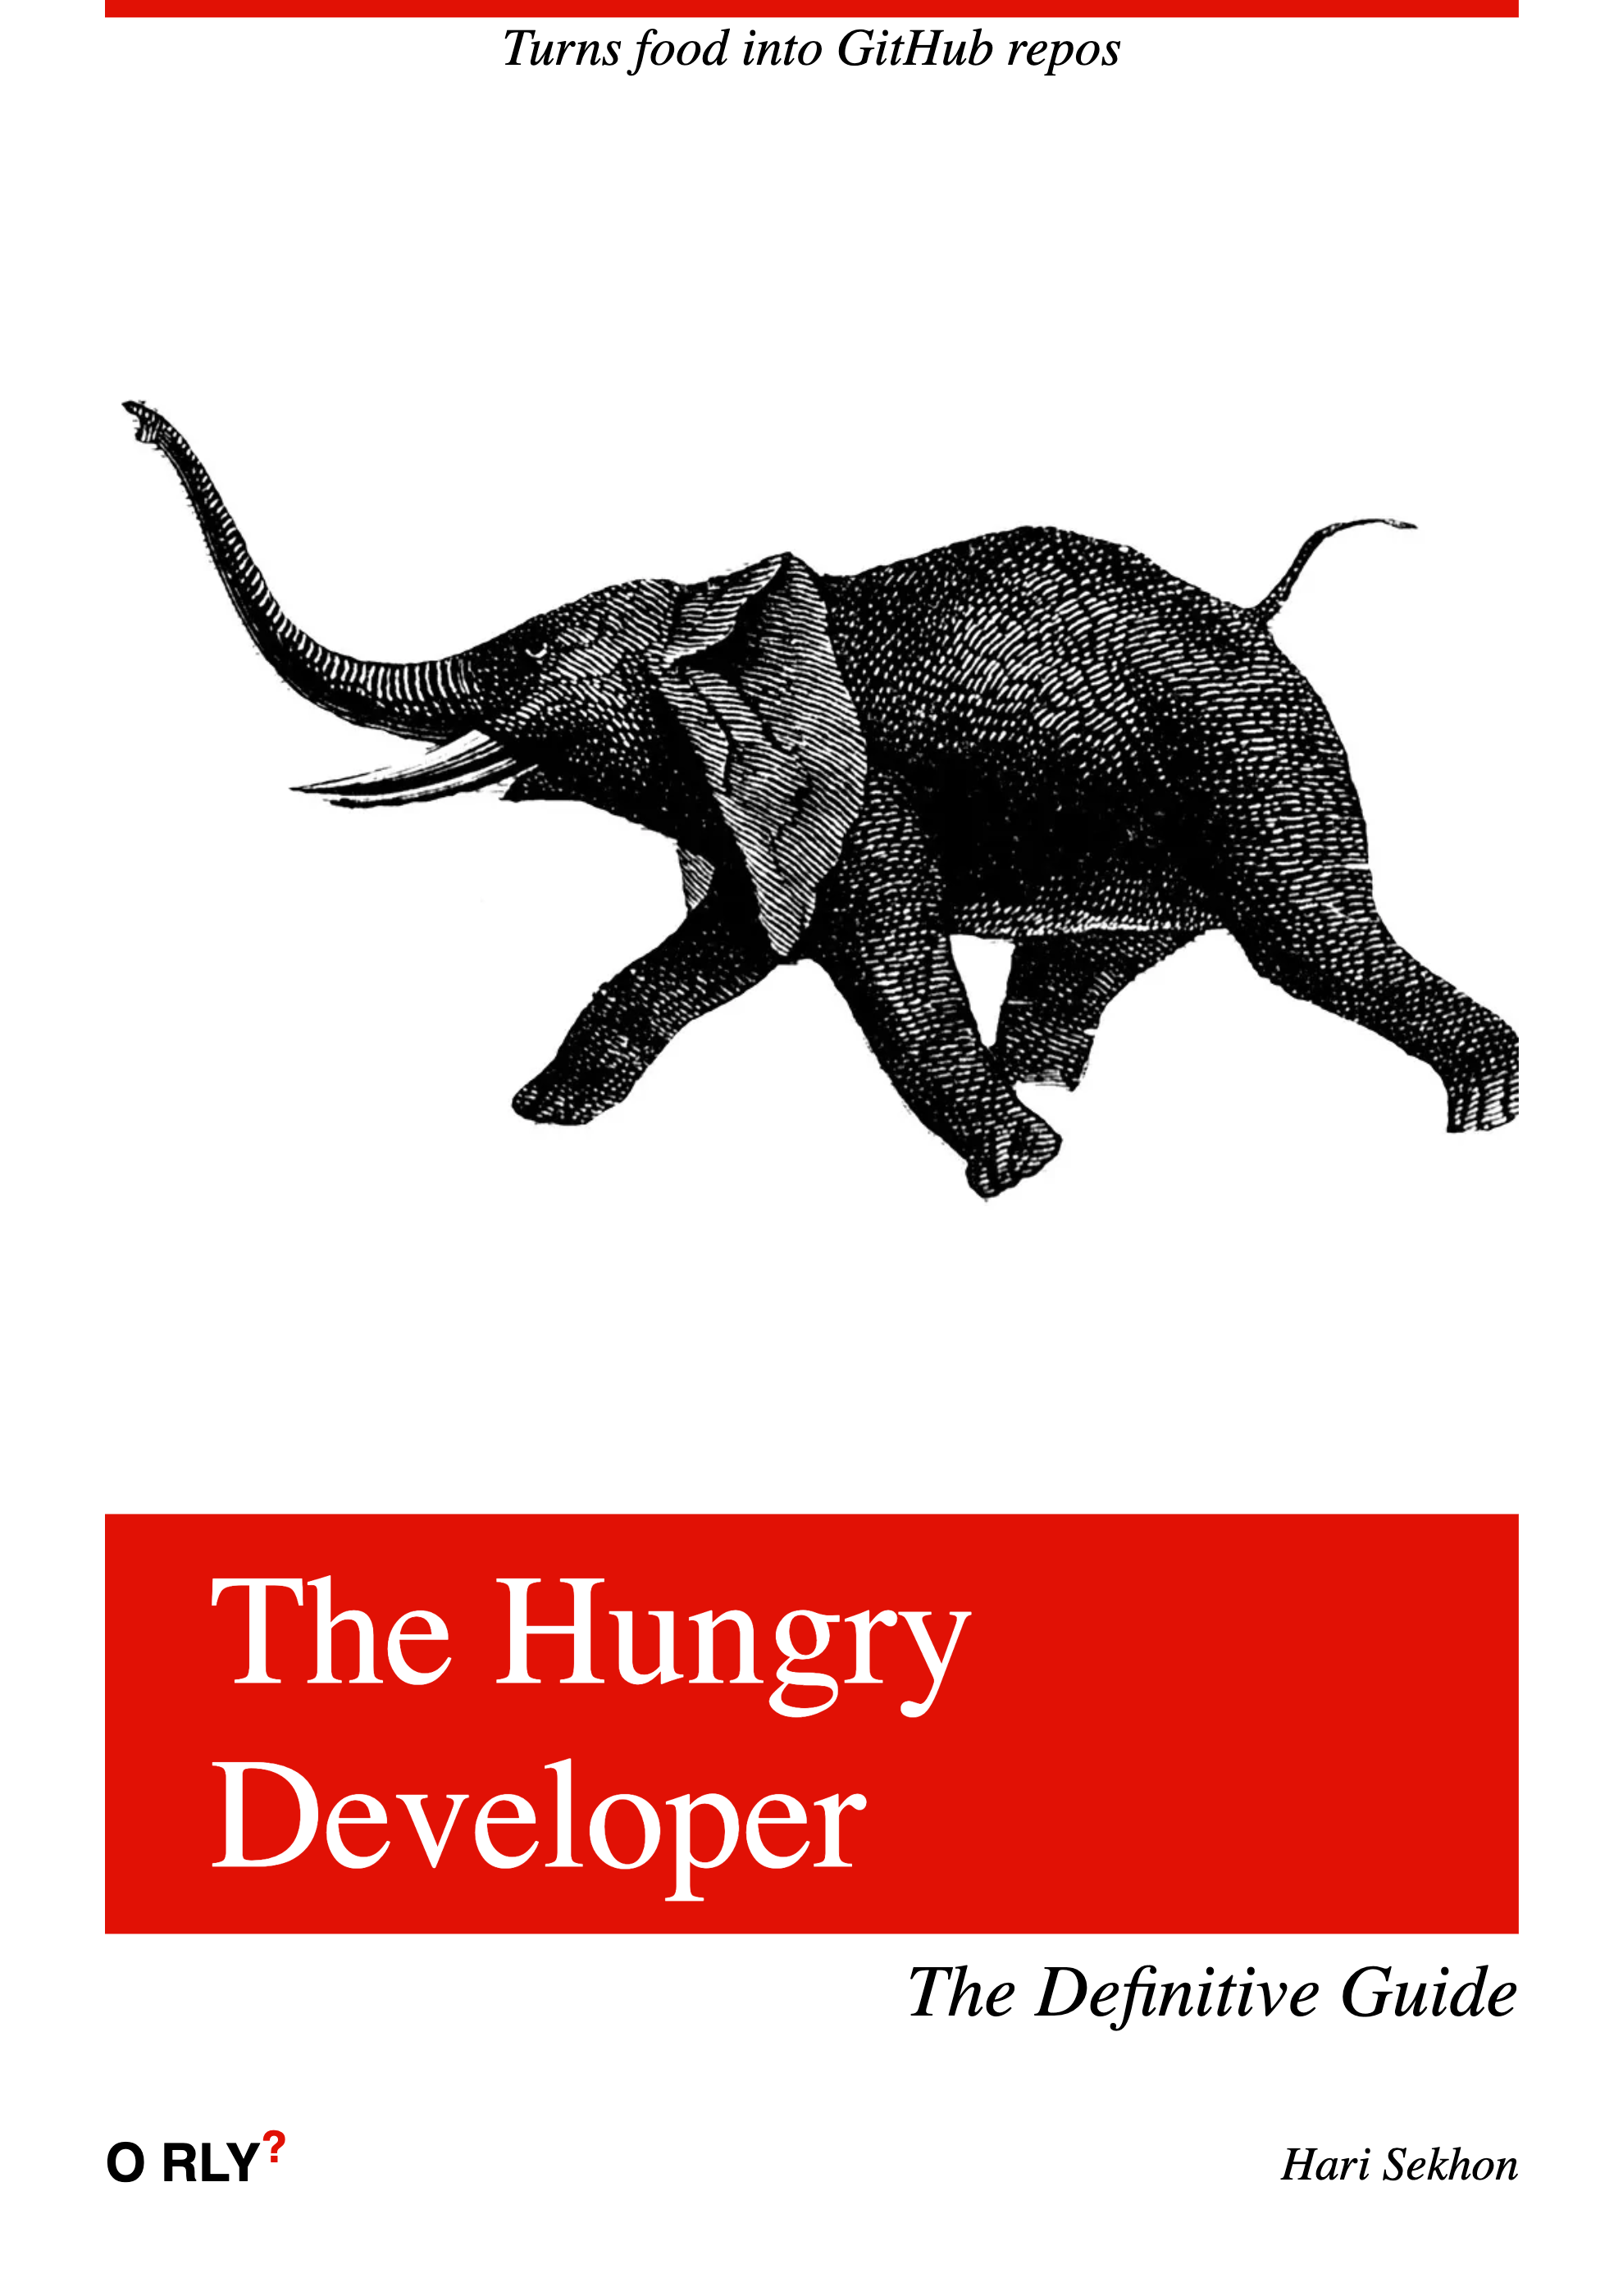 Turns food into GitHub repos
The Hungry
Developer
The Definitive Guide
O RLY?
Hari Sekhon